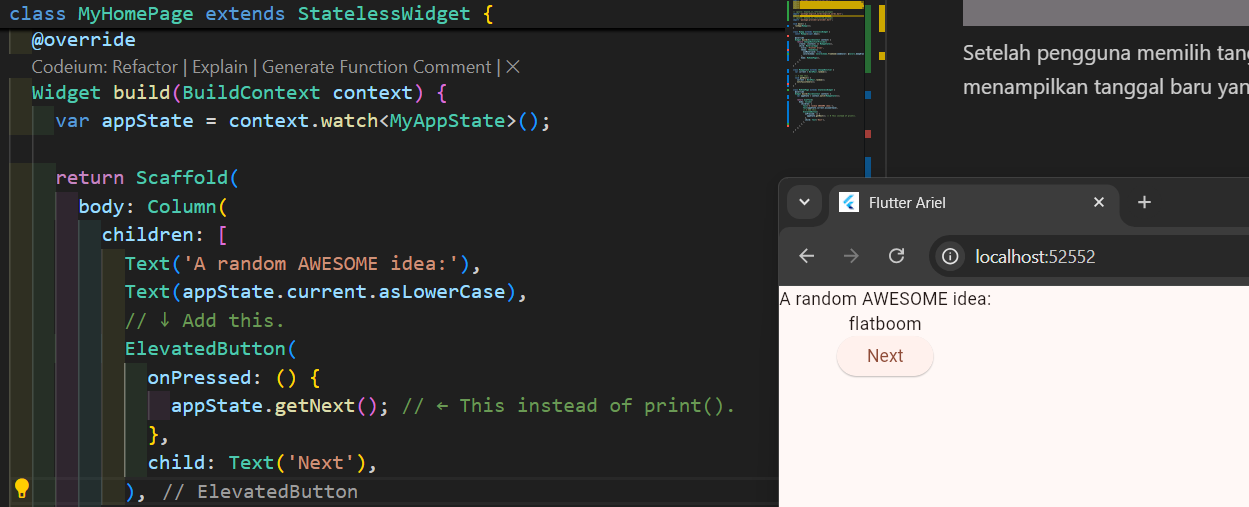 class MyHomePage extends StatelessWidget {
@override
Codeium: Refactor | Explain | Generate Function Comment | ×
Widget build(BuildContext context) {
var appState = context.watch<MyAppState>();
return Scaffold(
body: Column(
children: [
Text('A random AWESOME idea:'),
Text(appState.current.asLowerCase),
// ↓ Add this.
ElevatedButton(
onPressed: () {
appState.getNext(); // ← This instead of print().
},
child: Text('Next'),
), // ElevatedButton
Setelah pengguna memilih
menampilkan tanggal baru
Flutter Ariel
localhost:52552
A random AWESOME idea:
flatboom
Next